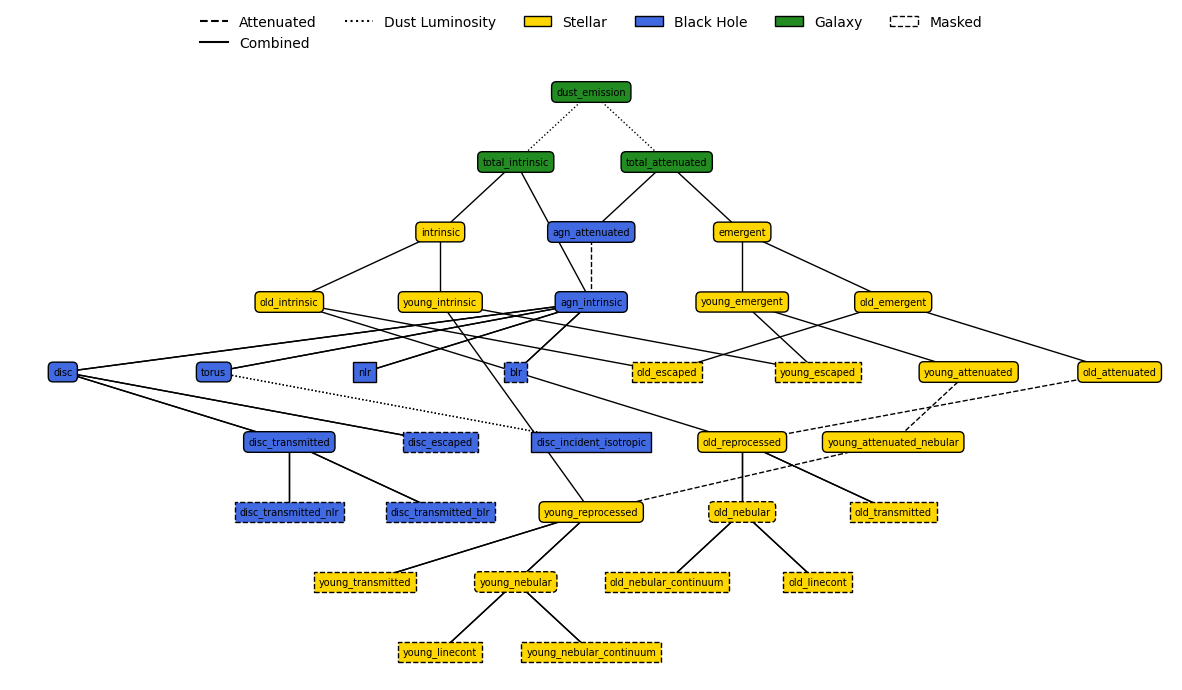 Attenuated
Dust Luminosity
Stellar
Black Hole
Galaxy
Masked
Combined
dust_emission
total_intrinsic
total_attenuated
intrinsic
agn_attenuated
emergent
old_intrinsic
young_intrinsic
agn_intrinsic
young_emergent
old_emergent
disc
torus
nlr
blr
old_escaped
young_escaped
young_attenuated
old_attenuated
disc_transmitted
disc_escaped
disc_incident_isotropic
old_reprocessed
young_attenuated_nebular
disc_transmitted_nlr
disc_transmitted_blr
young_reprocessed
old_nebular
old_transmitted
young_transmitted
young_nebular
old_nebular_continuum
old_linecont
young_linecont
young_nebular_continuum